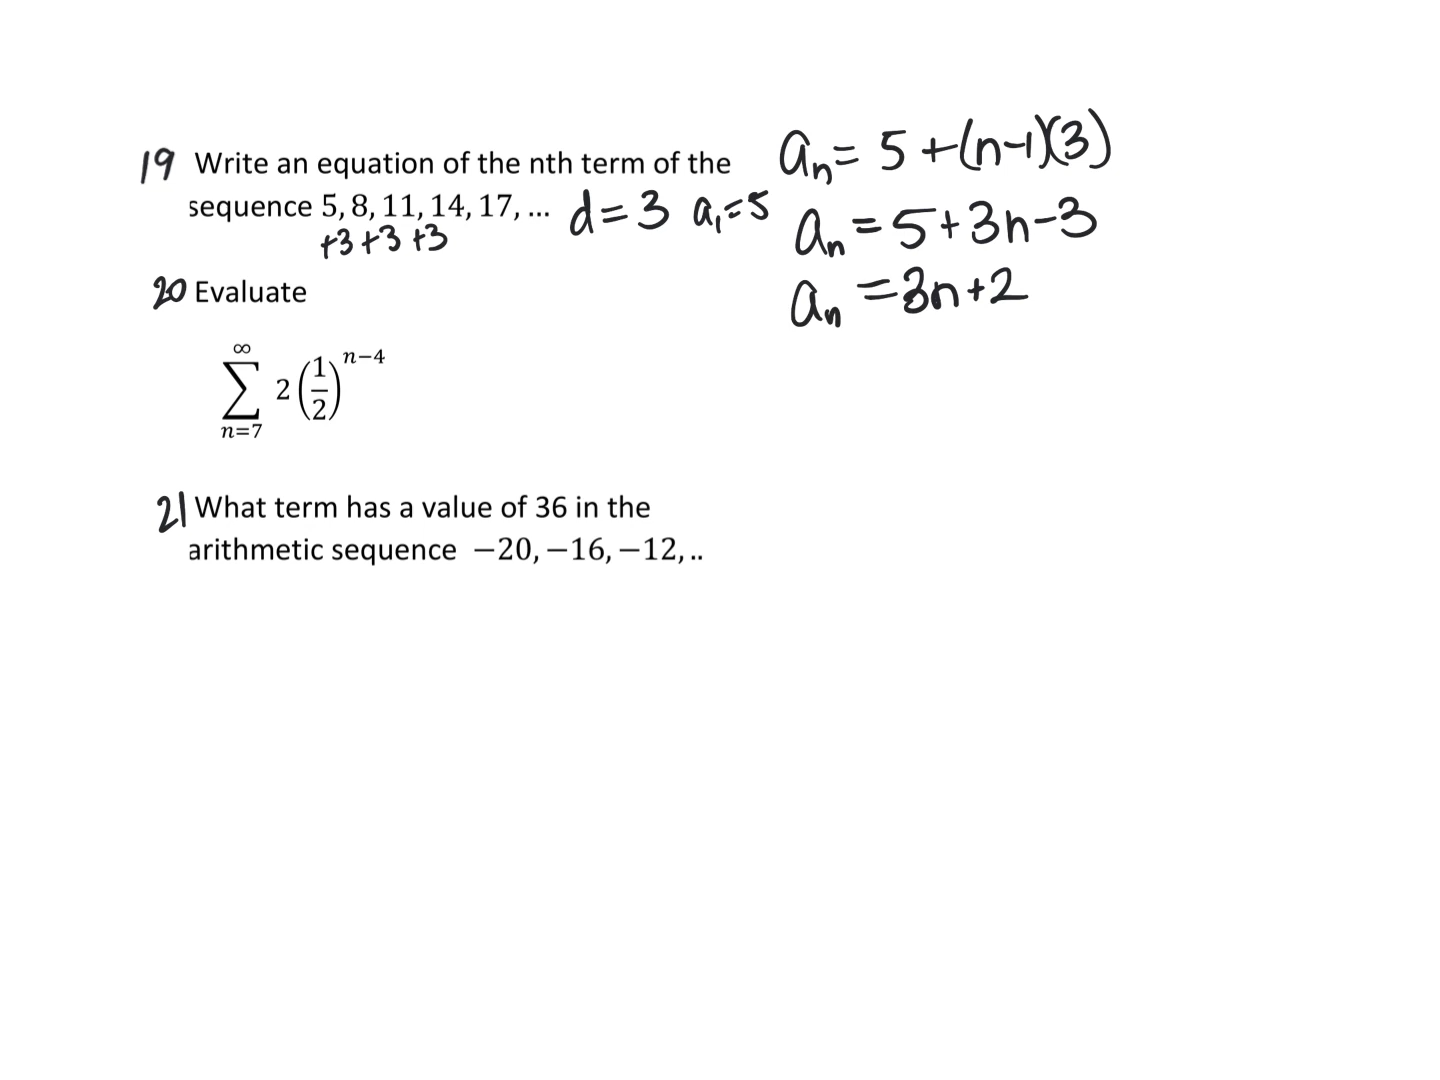 19 Write an equation of the nth term of the
sequence 5, 8, 11, 14, 17, ... d = 3 a₁ = 5
+3 +3 +3
aₙ = 5 + (n-1)(3)
aₙ = 5 + 3n - 3
aₙ = 3n + 2
20 Evaluate
∞
∑ 2(1/2)ⁿ⁻⁴
n=7
21 What term has a value of 36 in the
arithmetic sequence −20, −16, −12, ..